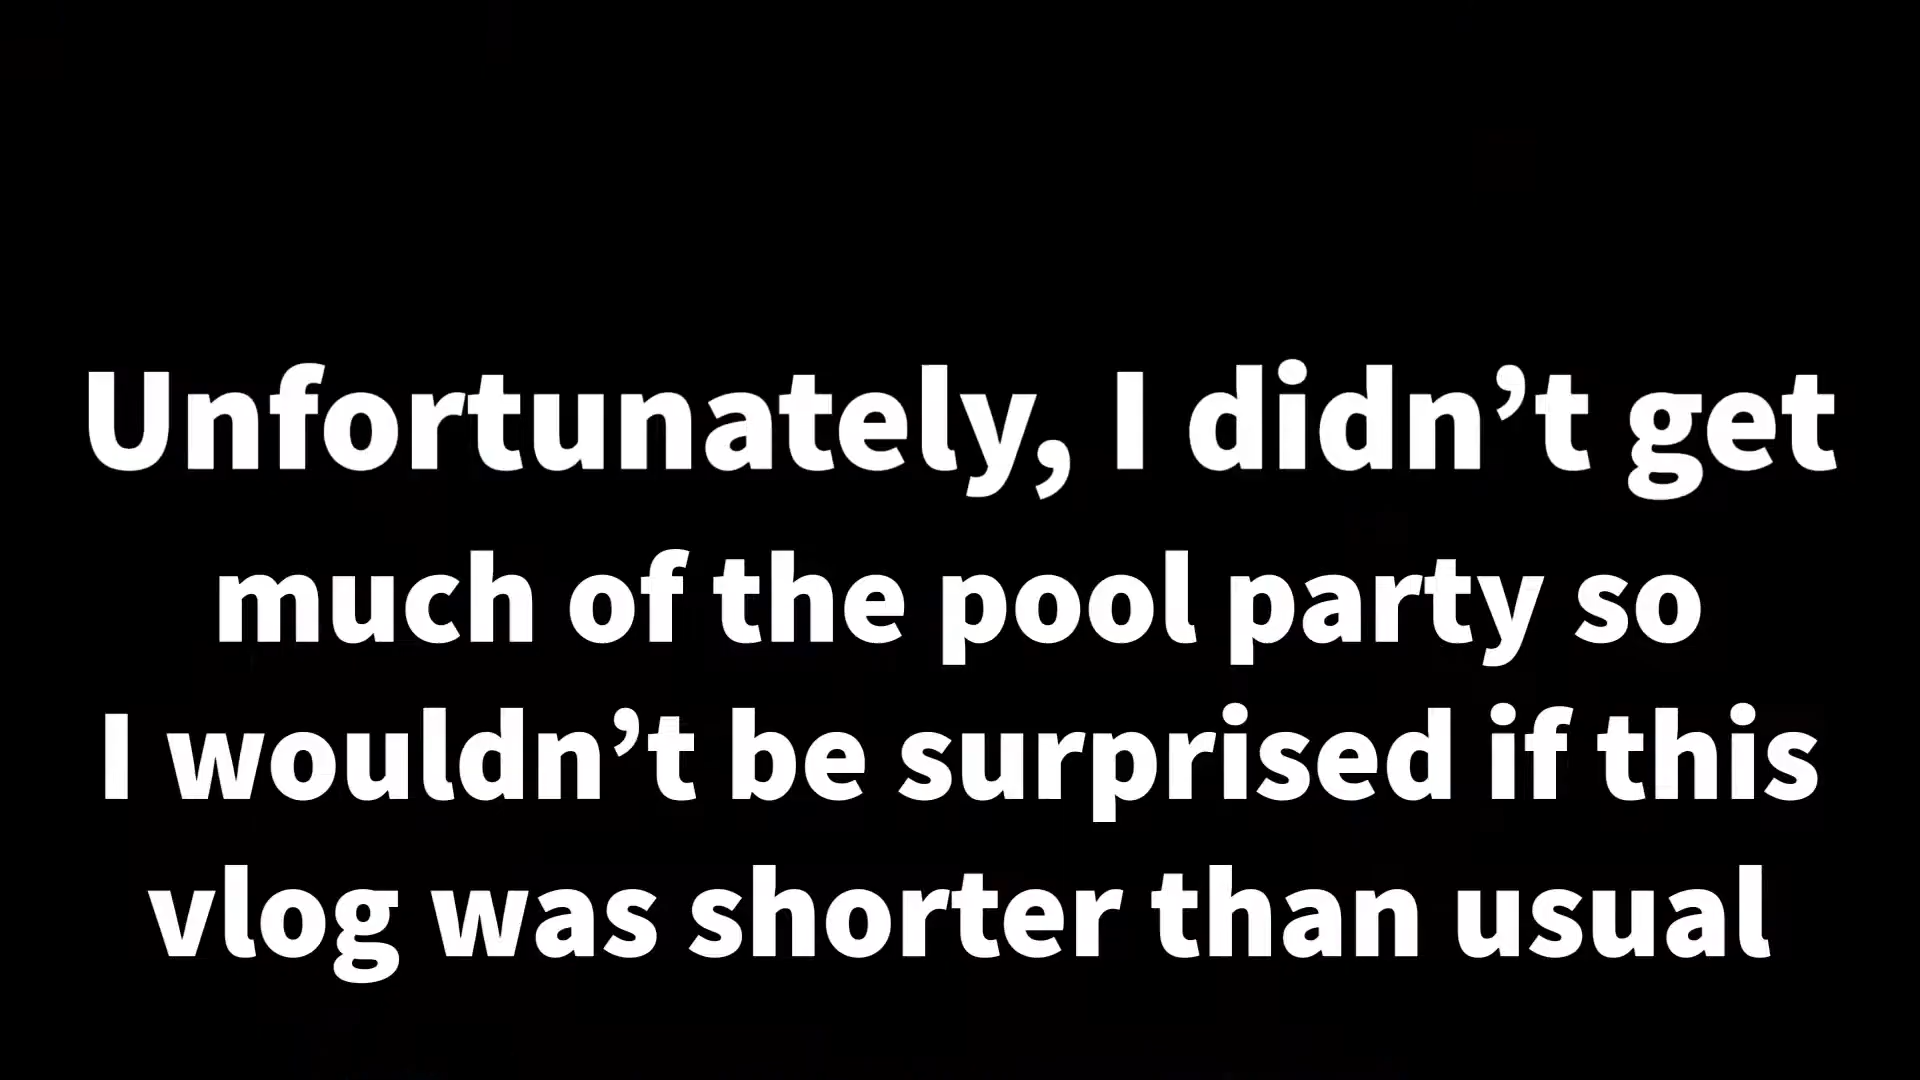 Unfortunately, I didn’t get
much of the pool party so
I wouldn’t be surprised if this
vlog was shorter than usual